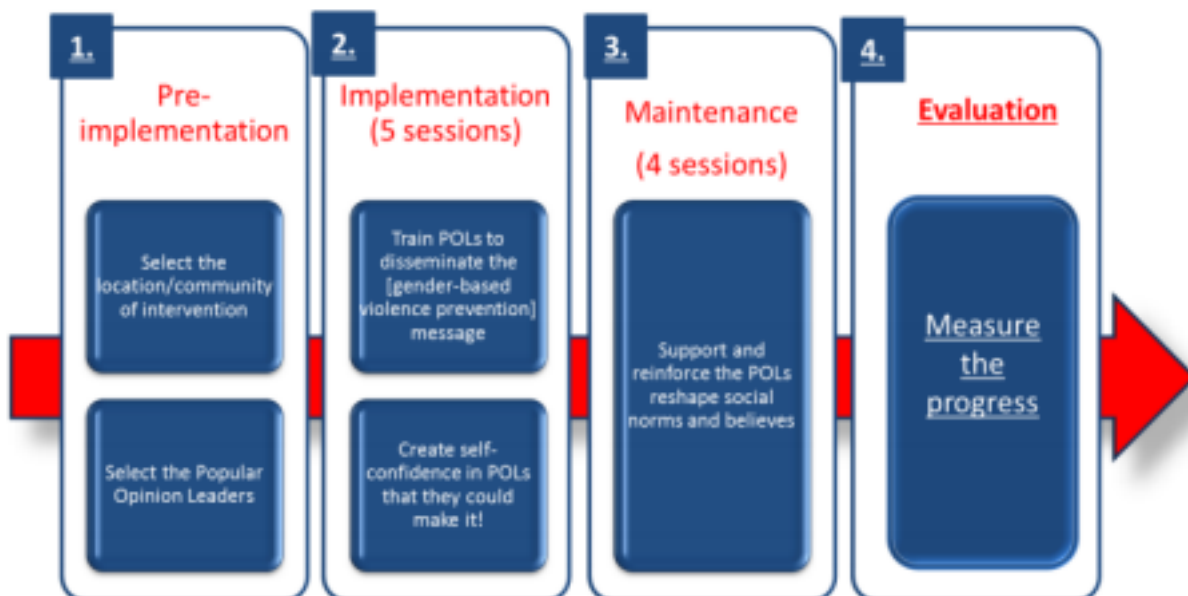 1.
Pre-
implementation
Select the
location/community
of intervention
Select the Popular
Opinion Leaders
2.
Implementation
(5 sessions)
Train POLs to
disseminate the
[gender-based
violence prevention]
message
Create self-
confidence in POLs
that they could
make it!
3.
Maintenance
(4 sessions)
Support and
reinforce the POLs
reshape social
norms and believes
4.
Evaluation
Measure
the
progress